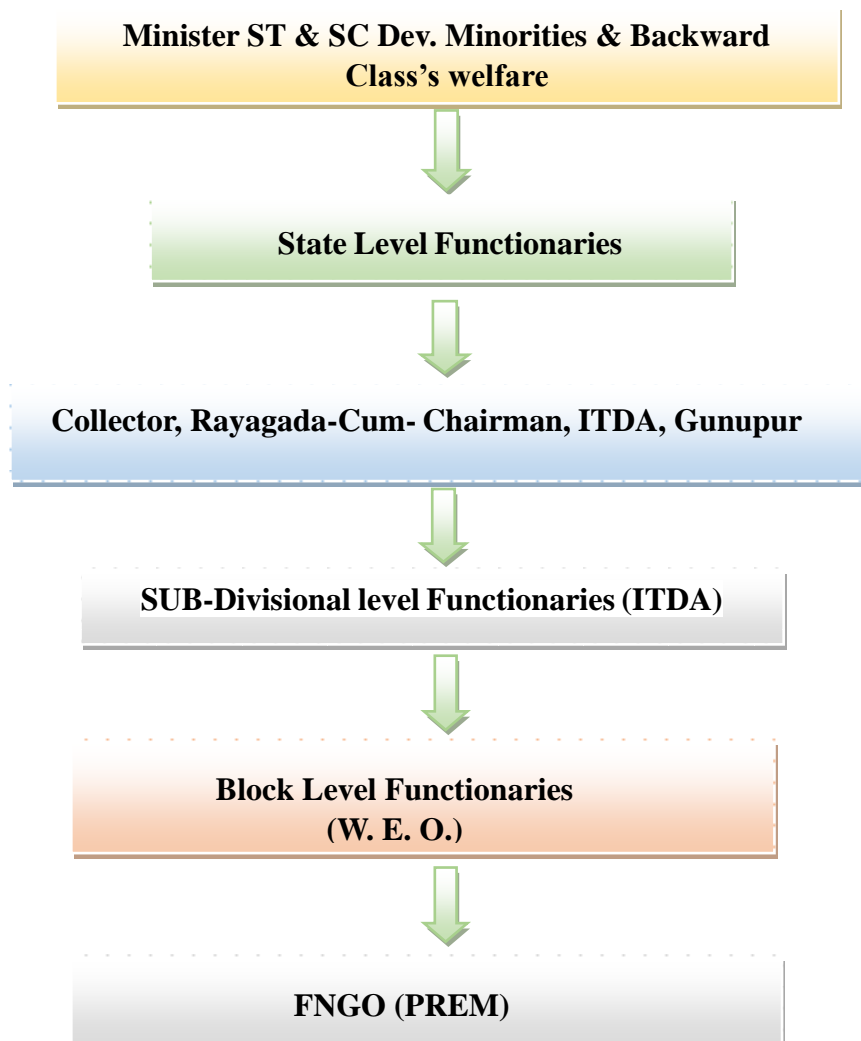 Minister ST & SC Dev. Minorities & Backward
Class’s welfare
State Level Functionaries
Collector, Rayagada-Cum- Chairman, ITDA, Gunupur
SUB-Divisional level Functionaries (ITDA)
Block Level Functionaries
(W. E. O.)
FNGO (PREM)